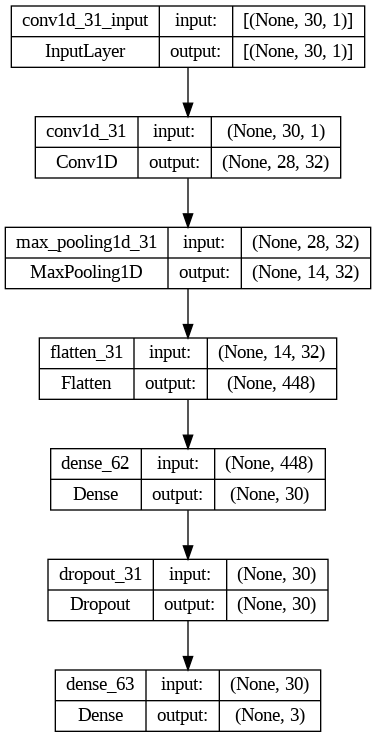 conv1d_31_input input: [(None, 30, 1)]
InputLayer output: [(None, 30, 1)]
conv1d_31 input: (None, 30, 1)
Conv1D output: (None, 28, 32)
max_pooling1d_31 input: (None, 28, 32)
MaxPooling1D output: (None, 14, 32)
flatten_31 input: (None, 14, 32)
Flatten output: (None, 448)
dense_62 input: (None, 448)
Dense output: (None, 30)
dropout_31 input: (None, 30)
Dropout output: (None, 30)
dense_63 input: (None, 30)
Dense output: (None, 3)